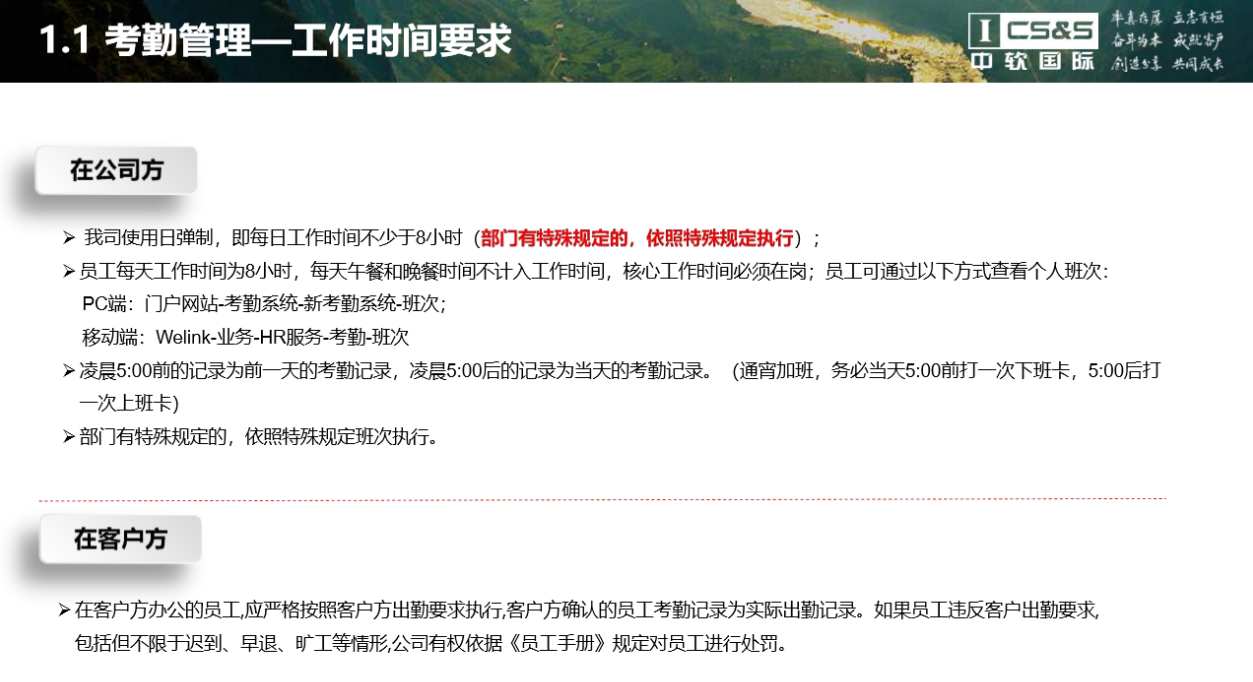 1.1 考勤管理—工作时间要求
I CS&S
中软国际
率真存厚 立志有恒
奋斗为本 成就客户
创造分享 共同成长
在公司方
➢ 我司使用日弹制，即每日工作时间不少于8小时（部门有特殊规定的，依照特殊规定执行）；
➢ 员工每天工作时间为8小时，每天午餐和晚餐时间不计入工作时间，核心工作时间必须在岗；员工可通过以下方式查看个人班次：
PC端：门户网站-考勤系统-新考勤系统-班次；
移动端：Welink-业务-HR服务-考勤-班次
➢ 凌晨5:00前的记录为前一天的考勤记录，凌晨5:00后的记录为当天的考勤记录。（通宵加班，务必当天5:00前打一次下班卡，5:00后打
一次上班卡）
➢ 部门有特殊规定的，依照特殊规定班次执行。
在客户方
➢ 在客户方办公的员工,应严格按照客户方出勤要求执行,客户方确认的员工考勤记录为实际出勤记录。如果员工违反客户出勤要求,
包括但不限于迟到、早退、旷工等情形,公司有权依据《员工手册》规定对员工进行处罚。